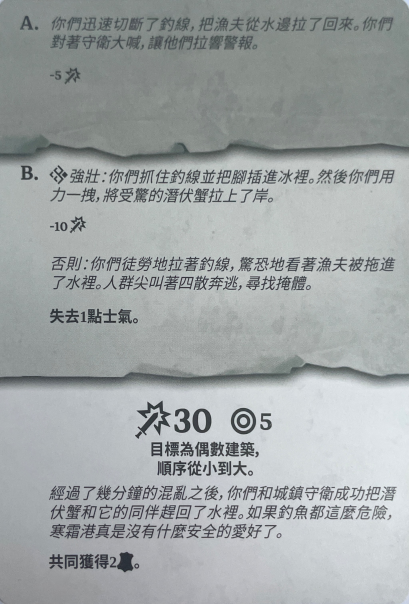 A. 你們迅速切斷了釣線，把漁夫從水邊拉了回來。你們
對著守衛大喊，讓他們拉響警報。
-5
B. 強壯：你們抓住釣線並把腳插進冰裡。然後你們用
力一拽，將受驚的潛伏蟹拉上了岸。
-10
否則：你們徒勞地拉著釣線，驚恐地看著漁夫被拖進
了水裡。人群尖叫著四散奔逃，尋找掩體。
失去1點士氣。
30 5
目標為偶數建築，
順序從小到大。
經過了幾分鐘的混亂之後，你們和城鎮守衛成功把潛
伏蟹和它的同伴趕回了水裡。如果釣魚都這麼危險，
寒霜港真是沒有什麼安全的愛好了。
共同獲得2。